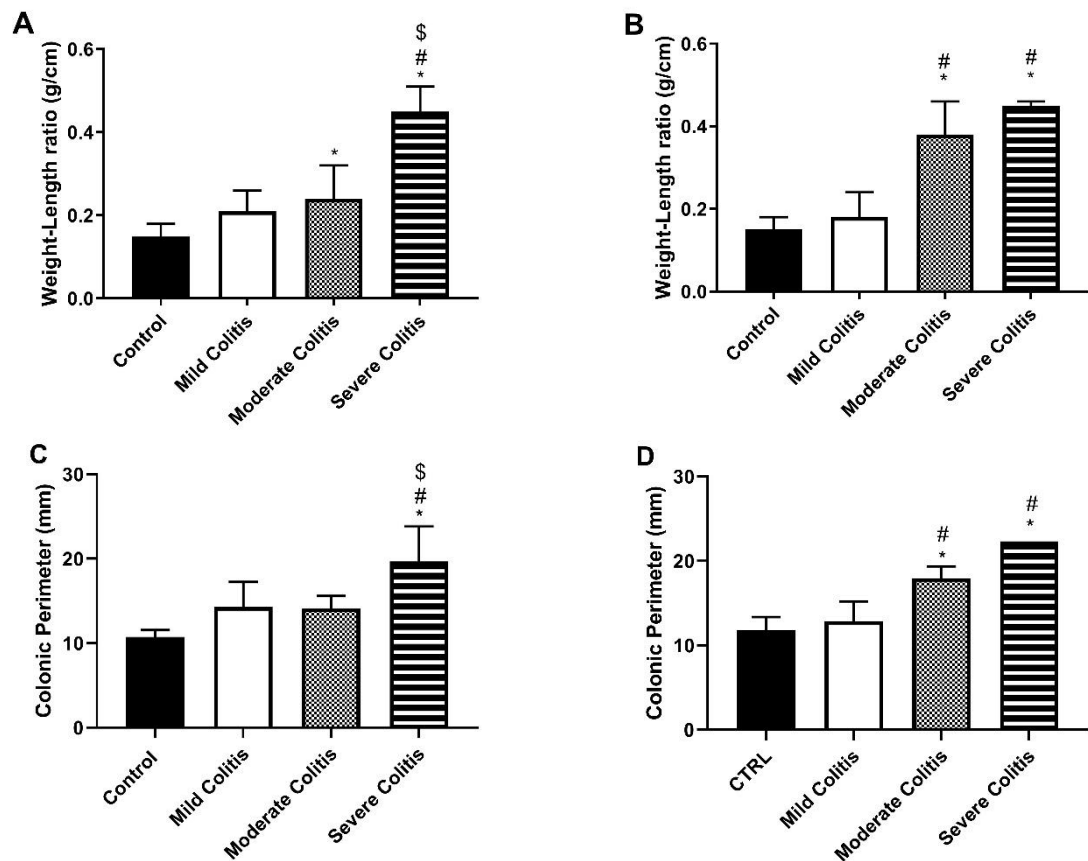 A
Weight-Length ratio (g/cm)
0.6
0.4
0.2
0.0
*
$
#
*
Control
Mild Colitis
Moderate Colitis
Severe Colitis
B
Weight-Length ratio (g/cm)
0.6
0.4
0.2
0.0
#
*
#
*
Control
Mild Colitis
Moderate Colitis
Severe Colitis
C
Colonic Perimeter (mm)
30
20
10
0
$
#
*
Control
Mild Colitis
Moderate Colitis
Severe Colitis
D
Colonic Perimeter (mm)
30
20
10
0
#
*
#
*
CTRL
Mild Colitis
Moderate Colitis
Severe Colitis